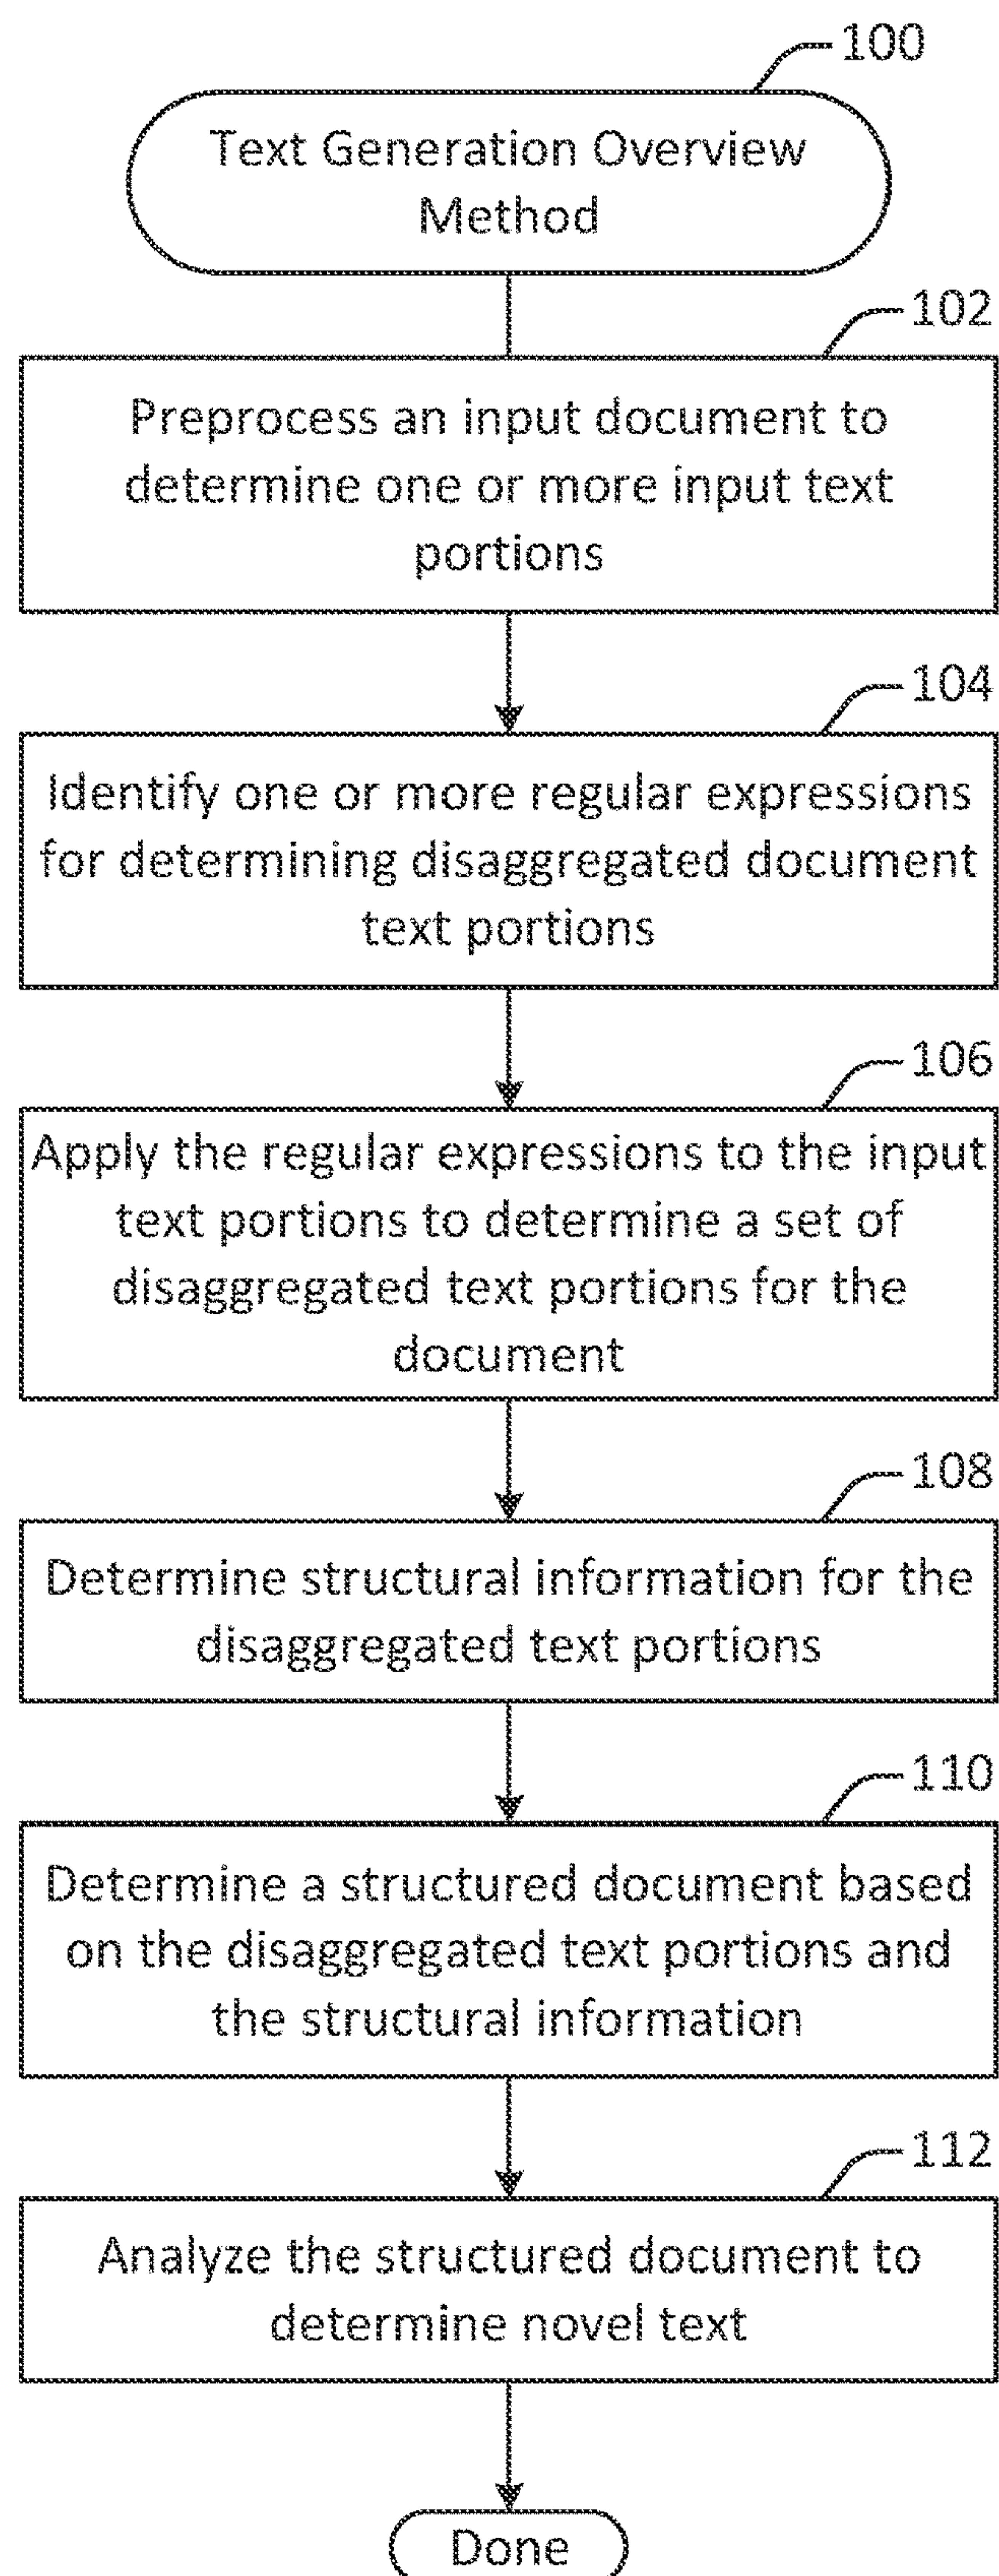 100
Text Generation Overview
Method
102
Preprocess an input document to
determine one or more input text
portions
104
Identify one or more regular expressions
for determining disaggregated document
text portions
106
Apply the regular expressions to the input
text portions to determine a set of
disaggregated text portions for the
document
108
Determine structural information for the
disaggregated text portions
110
Determine a structured document based
on the disaggregated text portions and
the structural information
112
Analyze the structured document to
determine novel text
Done